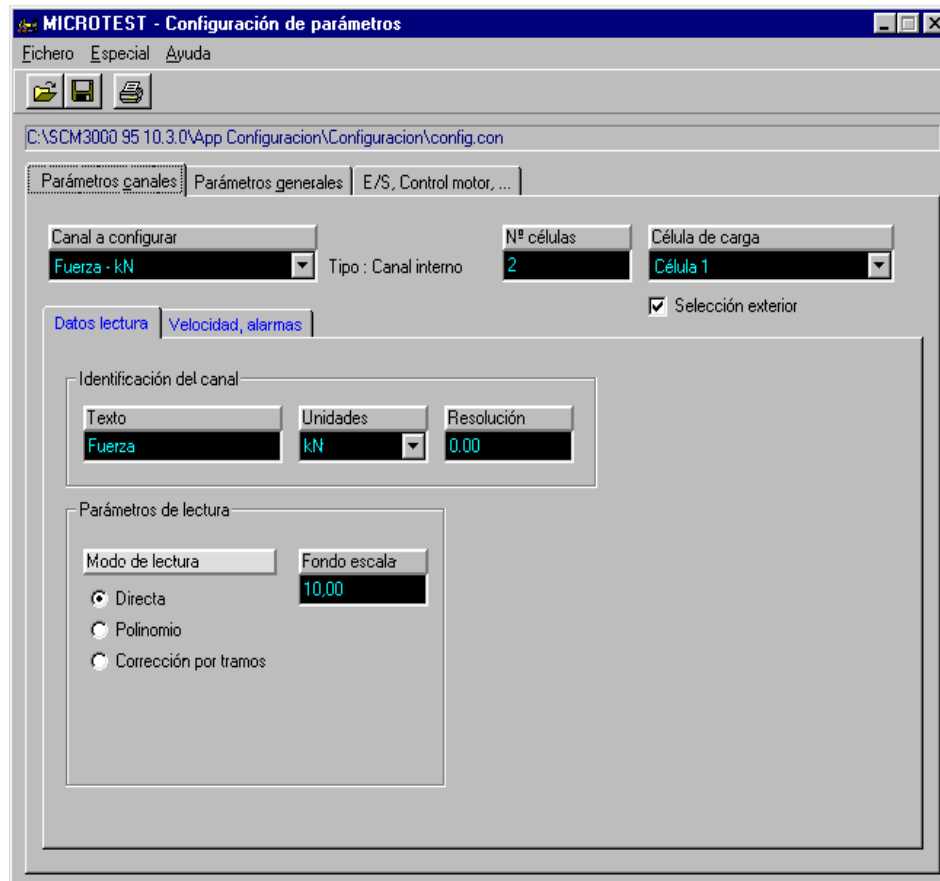 MICROTEST - Configuración de parámetros
Fichero Especial Ayuda
C:\SCM3000 95 10.3.0\App Configuracion\Configuracion\config.con
Parámetros canales Parámetros generales E/S, Control motor, ...
Canal a configurar Nº células Célula de carga
Fuerza - kN Tipo : Canal interno 2 Célula 1
Selección exterior
Datos lectura Velocidad, alarmas
Identificación del canal
Texto Unidades Resolución
Fuerza kN 0.00
Parámetros de lectura
Modo de lectura Fondo escala
10,00
Directa
Polinomio
Corrección por tramos